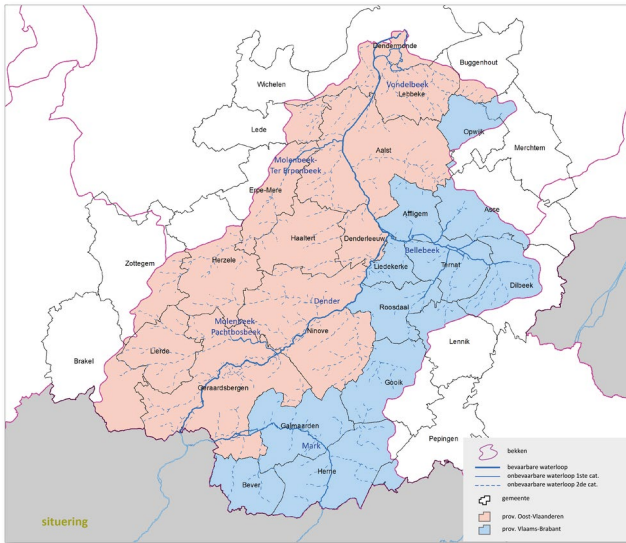 Dendermonde
Buggenhout
Wichelen
Vondelbeek
Lebbeke
Lede
Opwijk
Merchtem
Aalst
Molenbeek-
Ter Erpenbeek
Erpe-Mere
Affligem
Asse
Zottegem
Haaltert
Denderleeuw
Bellebeek
Herzele
Liedekerke
Ternat
Dilbeek
Dender
Roosdaal
Molenbeek-
Pachtbosbeek
Ninove
Lennik
Lierde
Brakel
Geraardsbergen
Gooik
Galmaarden
Mark
Pepingen
Herne
Bever
situering
bekken
bevaarbare waterloop
onbevaarbare waterloop 1ste cat.
onbevaarbare waterloop 2de cat.
gemeente
prov. Oost-Vlaanderen
prov. Vlaams-Brabant